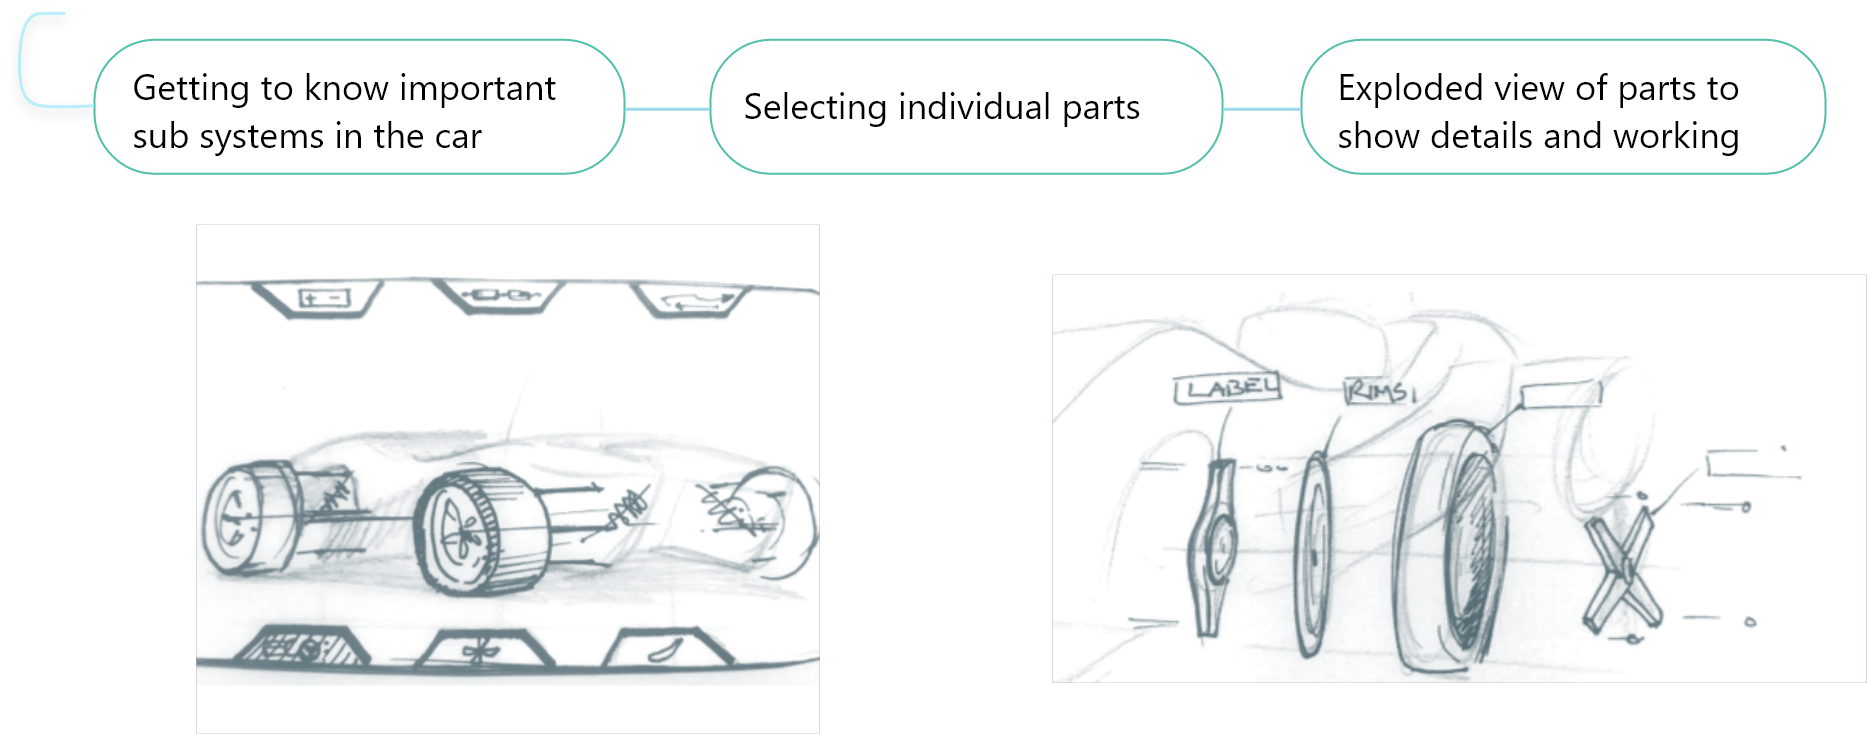 Getting to know important
sub systems in the car
Selecting individual parts
Exploded view of parts to
show details and working
LABEL
RIMS